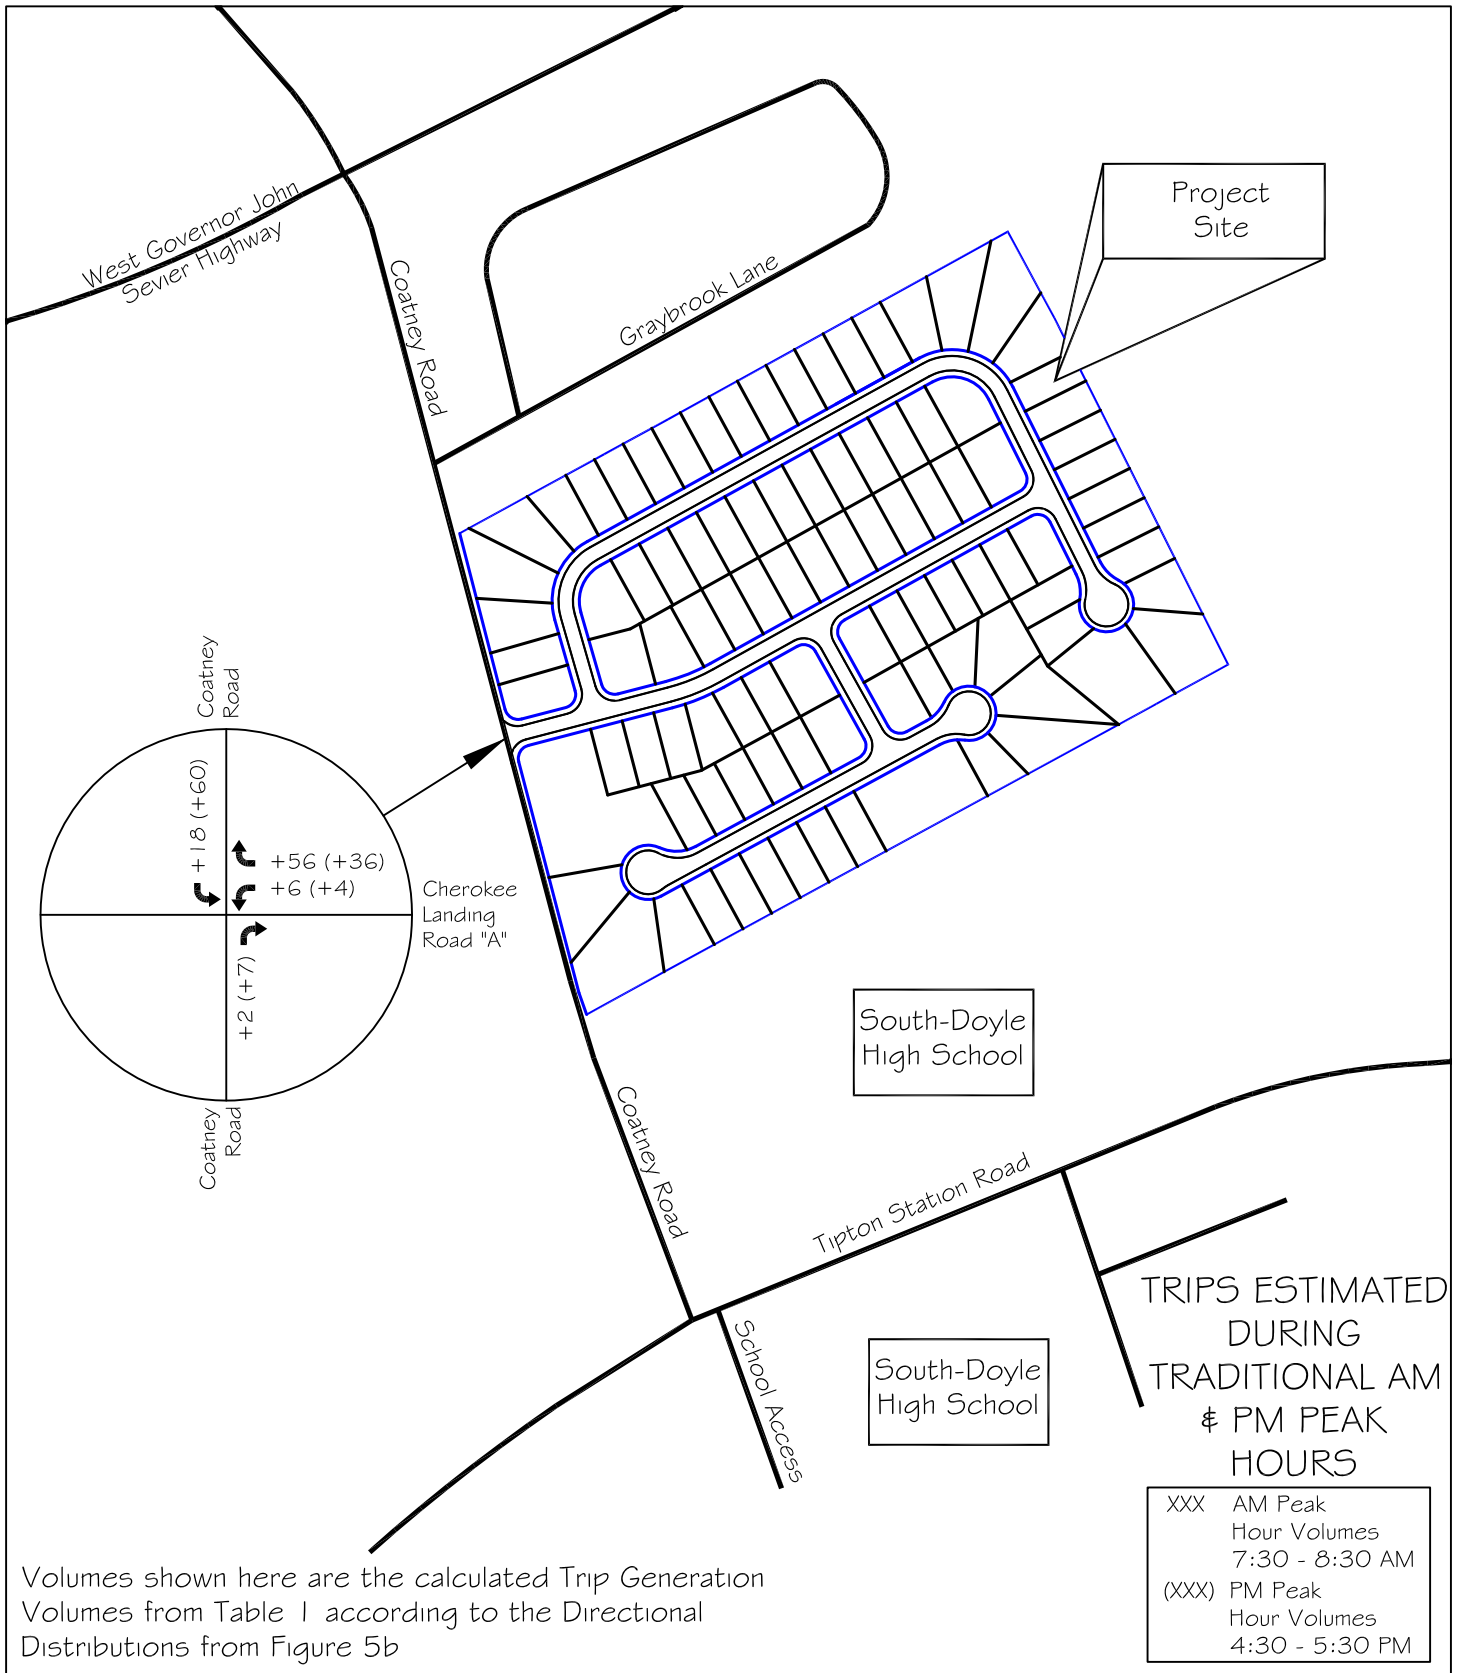 Project
Site
West Governor John
Sevier Highway
Coatney Road
Graybrook Lane
Coatney
Road
+18 (+60)
+56 (+36)
+6 (+4)
Cherokee
Landing
Road "A"
+2 (+7)
Coatney
Road
South-Doyle
High School
Coatney Road
Tipton Station Road
School Access
South-Doyle
High School
TRIPS ESTIMATED
DURING
TRADITIONAL AM
& PM PEAK
HOURS
XXX AM Peak
Hour Volumes
7:30 - 8:30 AM
(XXX) PM Peak
Hour Volumes
4:30 - 5:30 PM
Volumes shown here are the calculated Trip Generation
Volumes from Table 1 according to the Directional
Distributions from Figure 5b